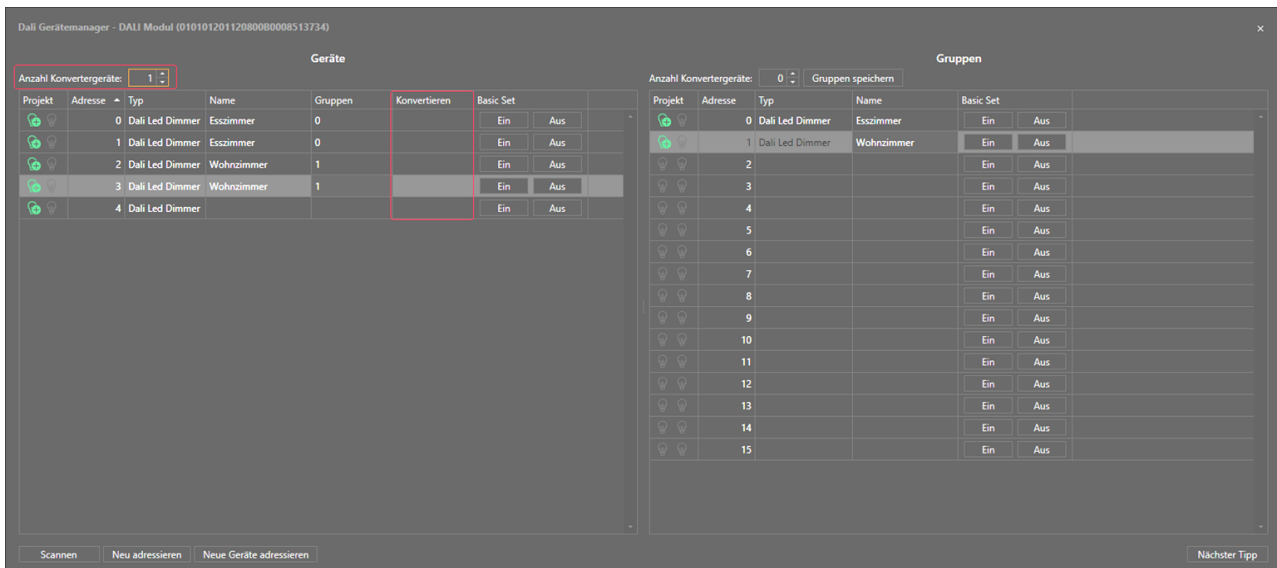 Dali Gerätemanager - DALI Modul (010101201120800B0008513734)
Geräte
Gruppen
Anzahl Konvertergeräte: 1
Anzahl Konvertergeräte: 0 Gruppen speichern
Projekt Adresse Typ Name Gruppen Konvertieren Basic Set
Projekt Adresse Typ Name Basic Set
0 Dali Led Dimmer Esszimmer 0 Ein Aus
0 Dali Led Dimmer Esszimmer Ein Aus
1 Dali Led Dimmer Esszimmer 0 Ein Aus
1 Dali Led Dimmer Wohnzimmer Ein Aus
2 Dali Led Dimmer Wohnzimmer 1 Ein Aus
2 Ein Aus
3 Dali Led Dimmer Wohnzimmer 1 Ein Aus
3 Ein Aus
4 Dali Led Dimmer Ein Aus
4 Ein Aus
5 Ein Aus
6 Ein Aus
7 Ein Aus
8 Ein Aus
9 Ein Aus
10 Ein Aus
11 Ein Aus
12 Ein Aus
13 Ein Aus
14 Ein Aus
15 Ein Aus
Scannen Neu adressieren Neue Geräte adressieren
Nächster Tipp